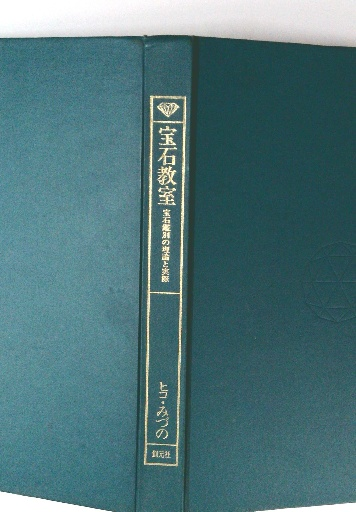 宝石教室
宝石鑑別の理論と実際
ヒコ・みづの
創元社